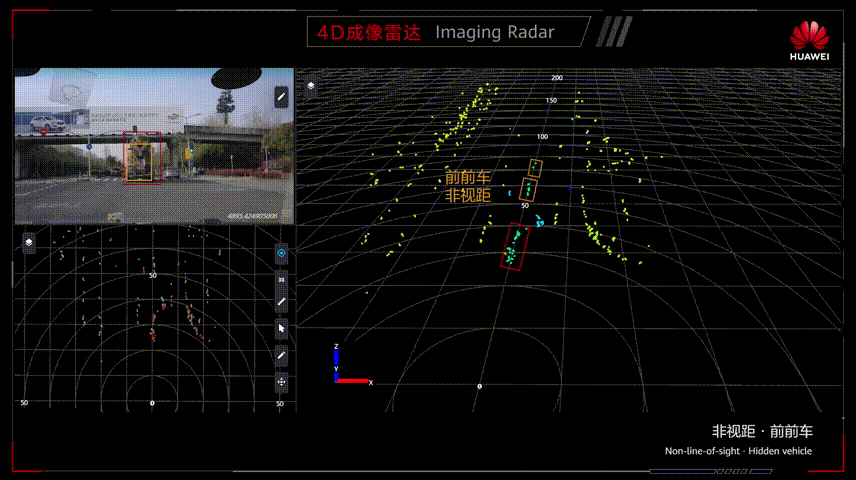 4D成像雷达 Imaging Radar
HUAWEI
4895.424905006
200
150
100
前前车
非视距
50
50
3D
50
0
50
Z
Y
X
0
非视距 · 前前车
Non-line-of-sight · Hidden vehicle